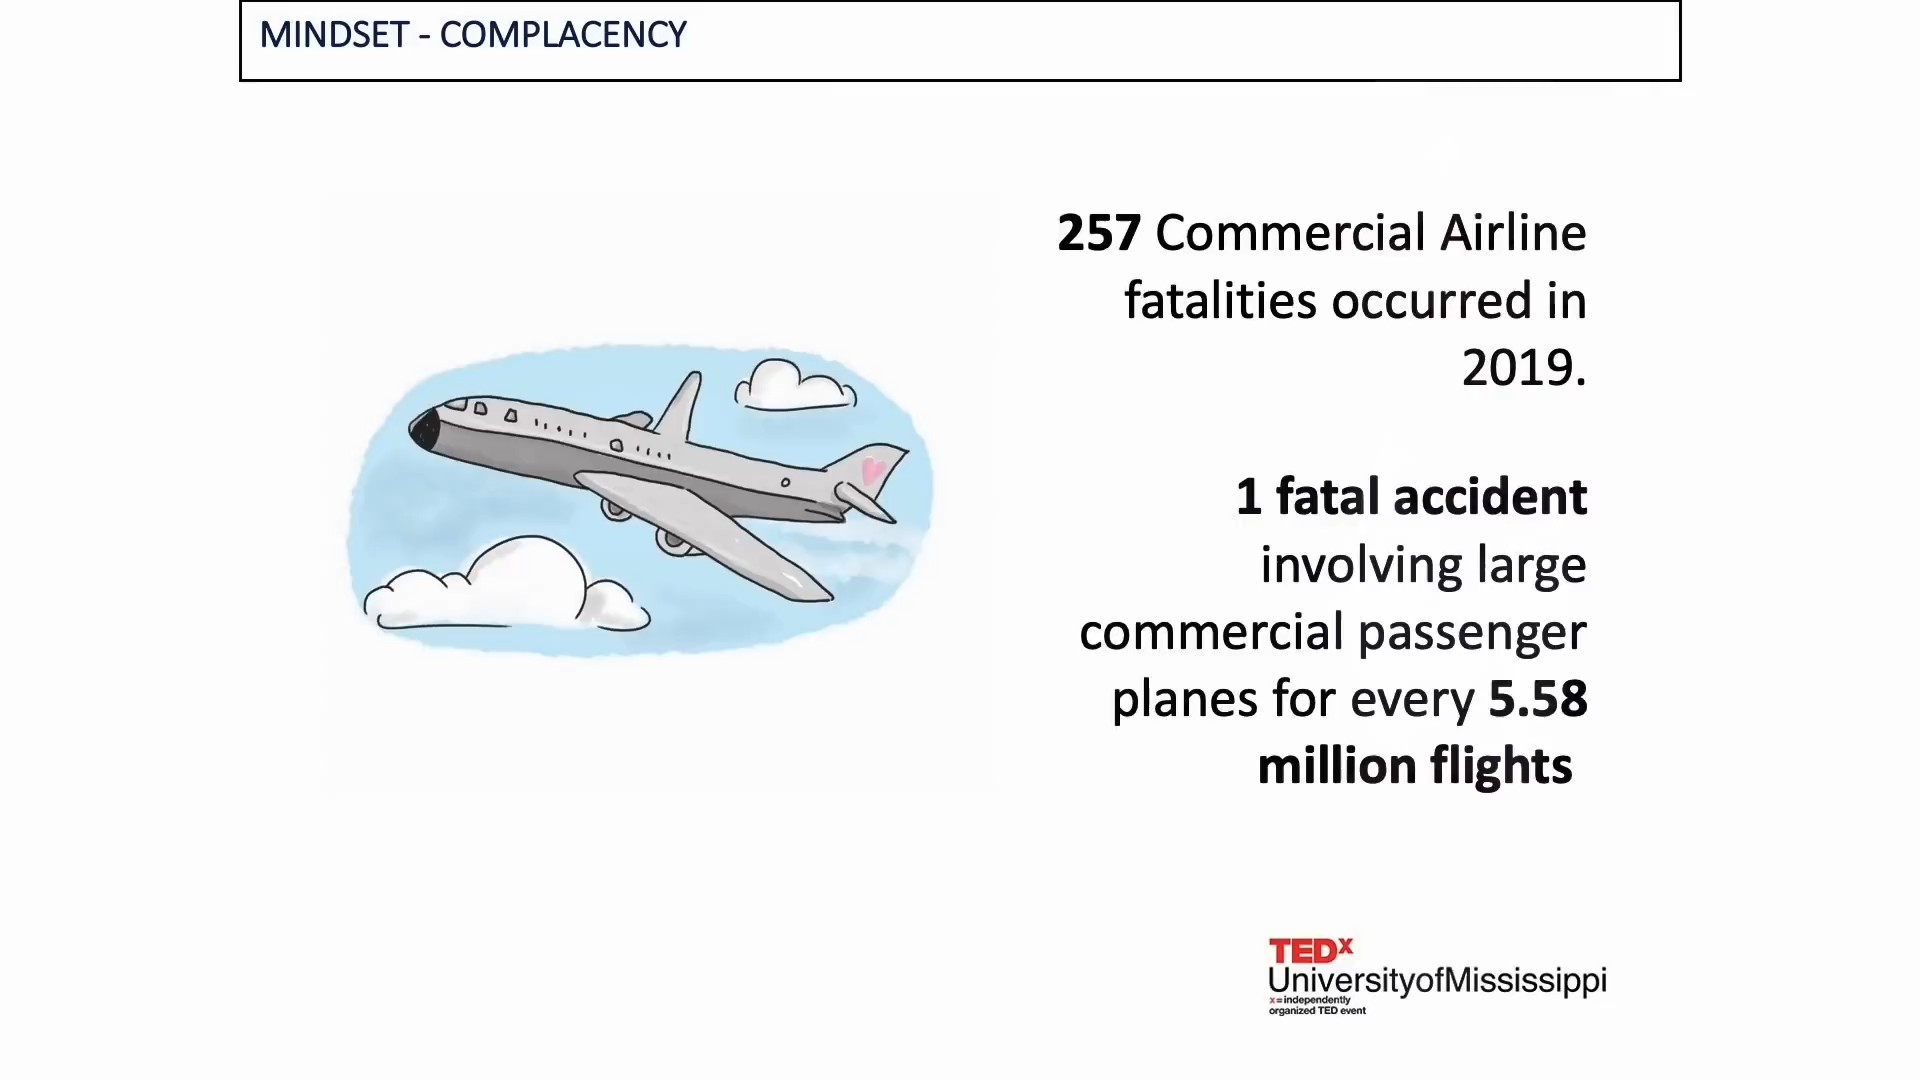 MINDSET - COMPLACENCY
257 Commercial Airline
fatalities occurred in
2019.
1 fatal accident
involving large
commercial passenger
planes for every 5.58
million flights
TEDx
UniversityofMississippi
x=independently
organized TED event